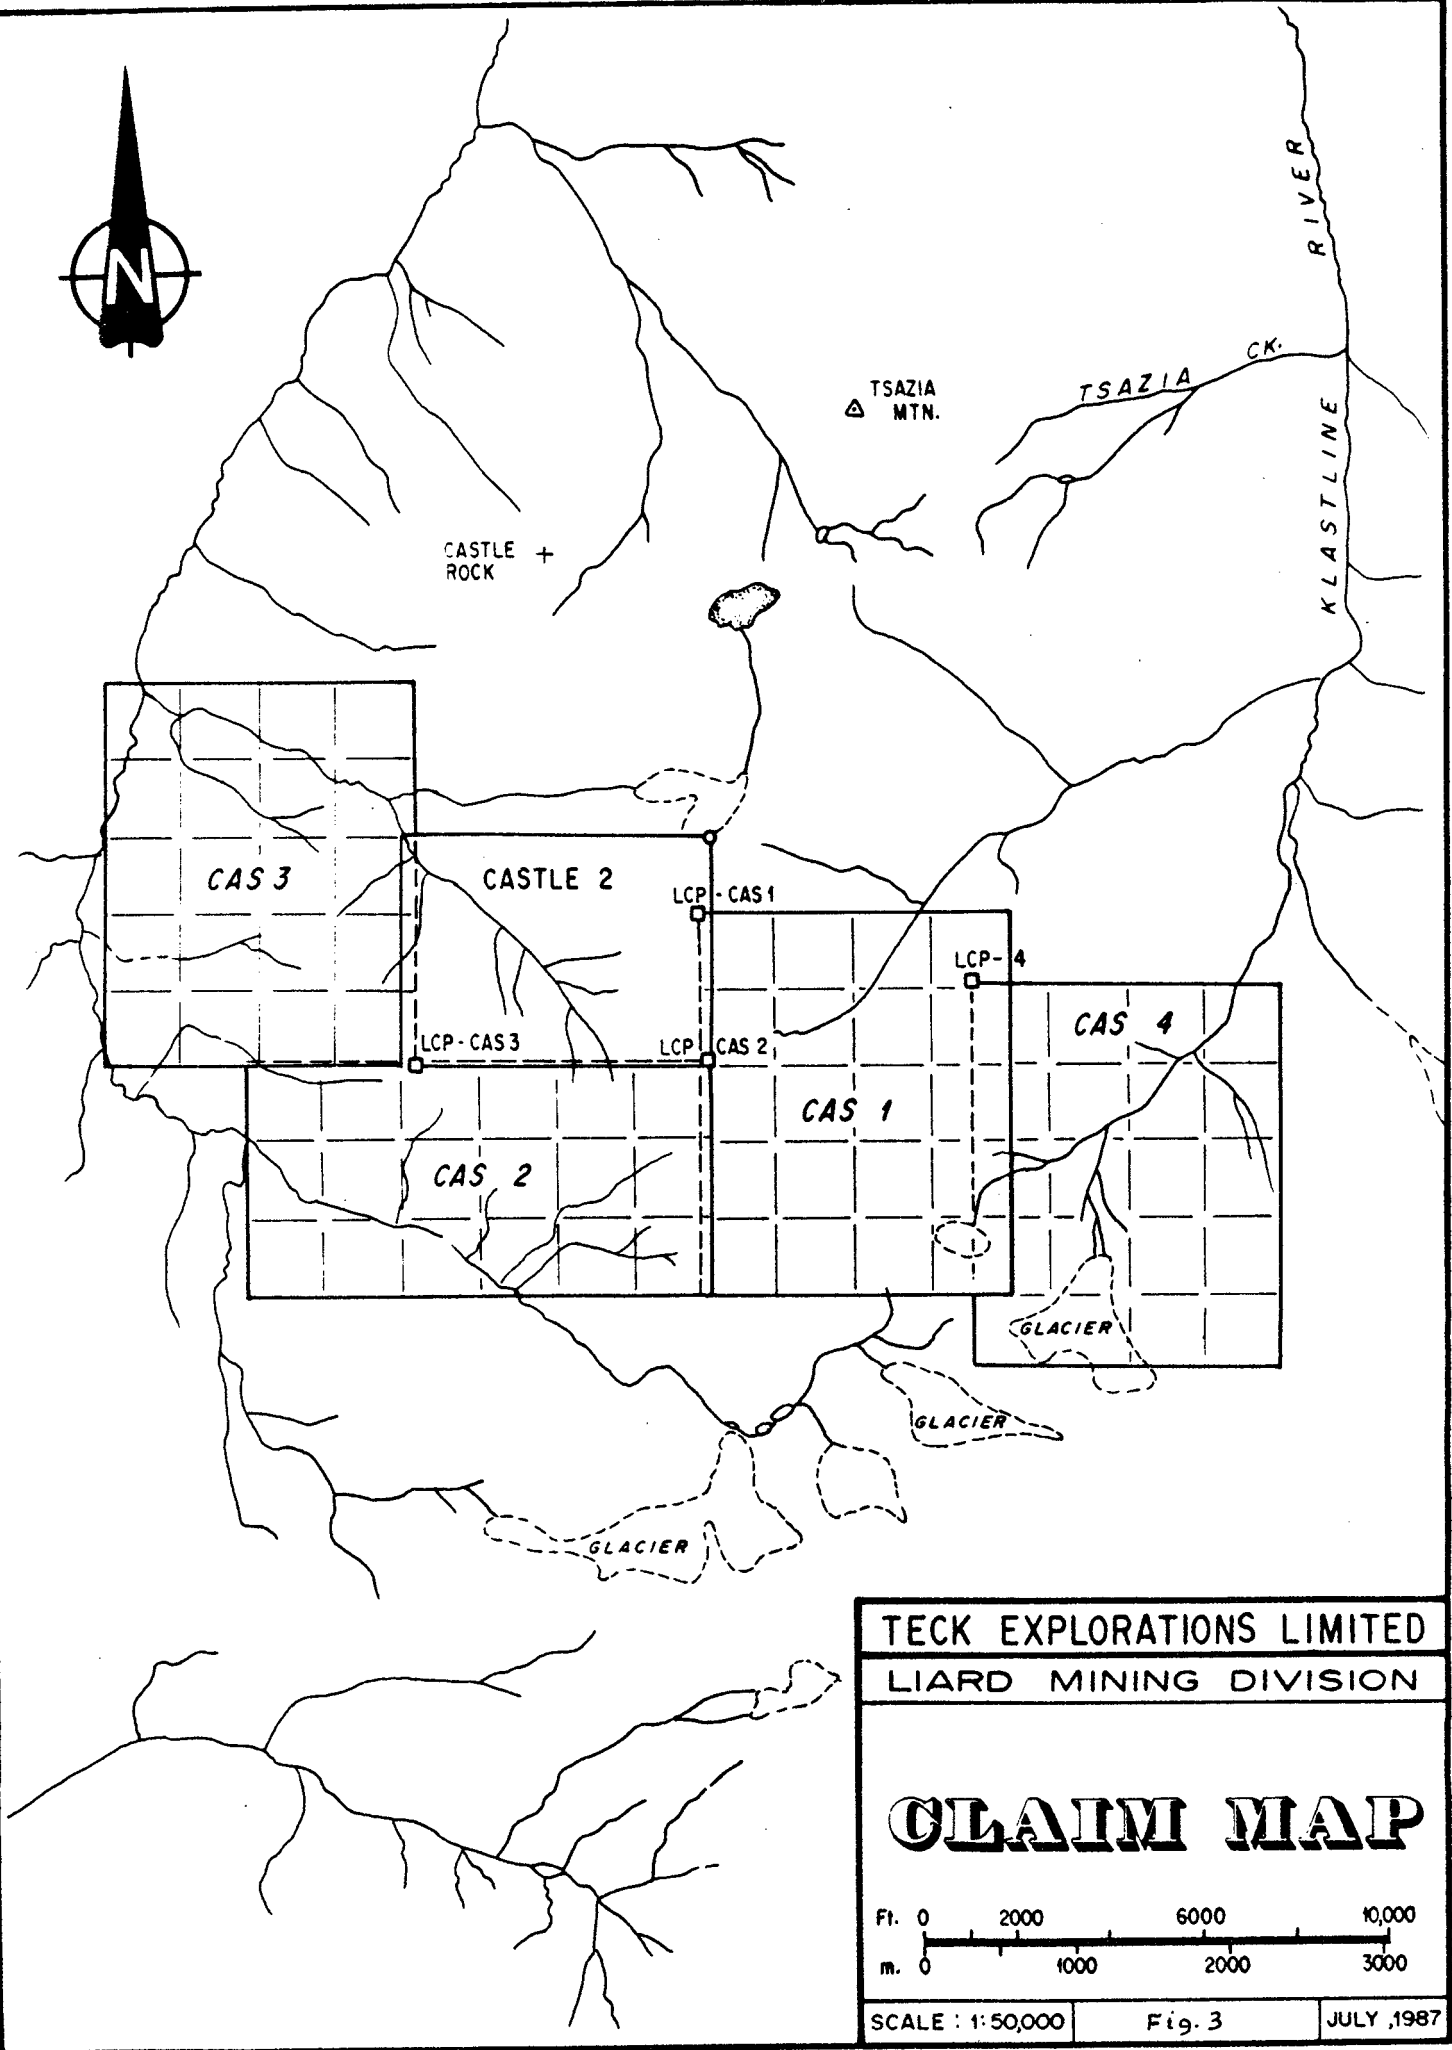 RIVER
N
CK.
TSAZIA
TSAZIA
MTN.
KLASTLINE
CASTLE
ROCK
CAS 3
CASTLE 2
LCP - CAS 1
LCP - 4
CAS 4
LCP - CAS 3
LCP CAS 2
CAS 1
CAS 2
GLACIER
GLACIER
GLACIER
TECK EXPLORATIONS LIMITED
LIARD MINING DIVISION
CLAIM MAP
Ft. 0 2000 6000 10,000
m. 0 1000 2000 3000
SCALE : 1:50,000
Fig. 3
JULY ,1987